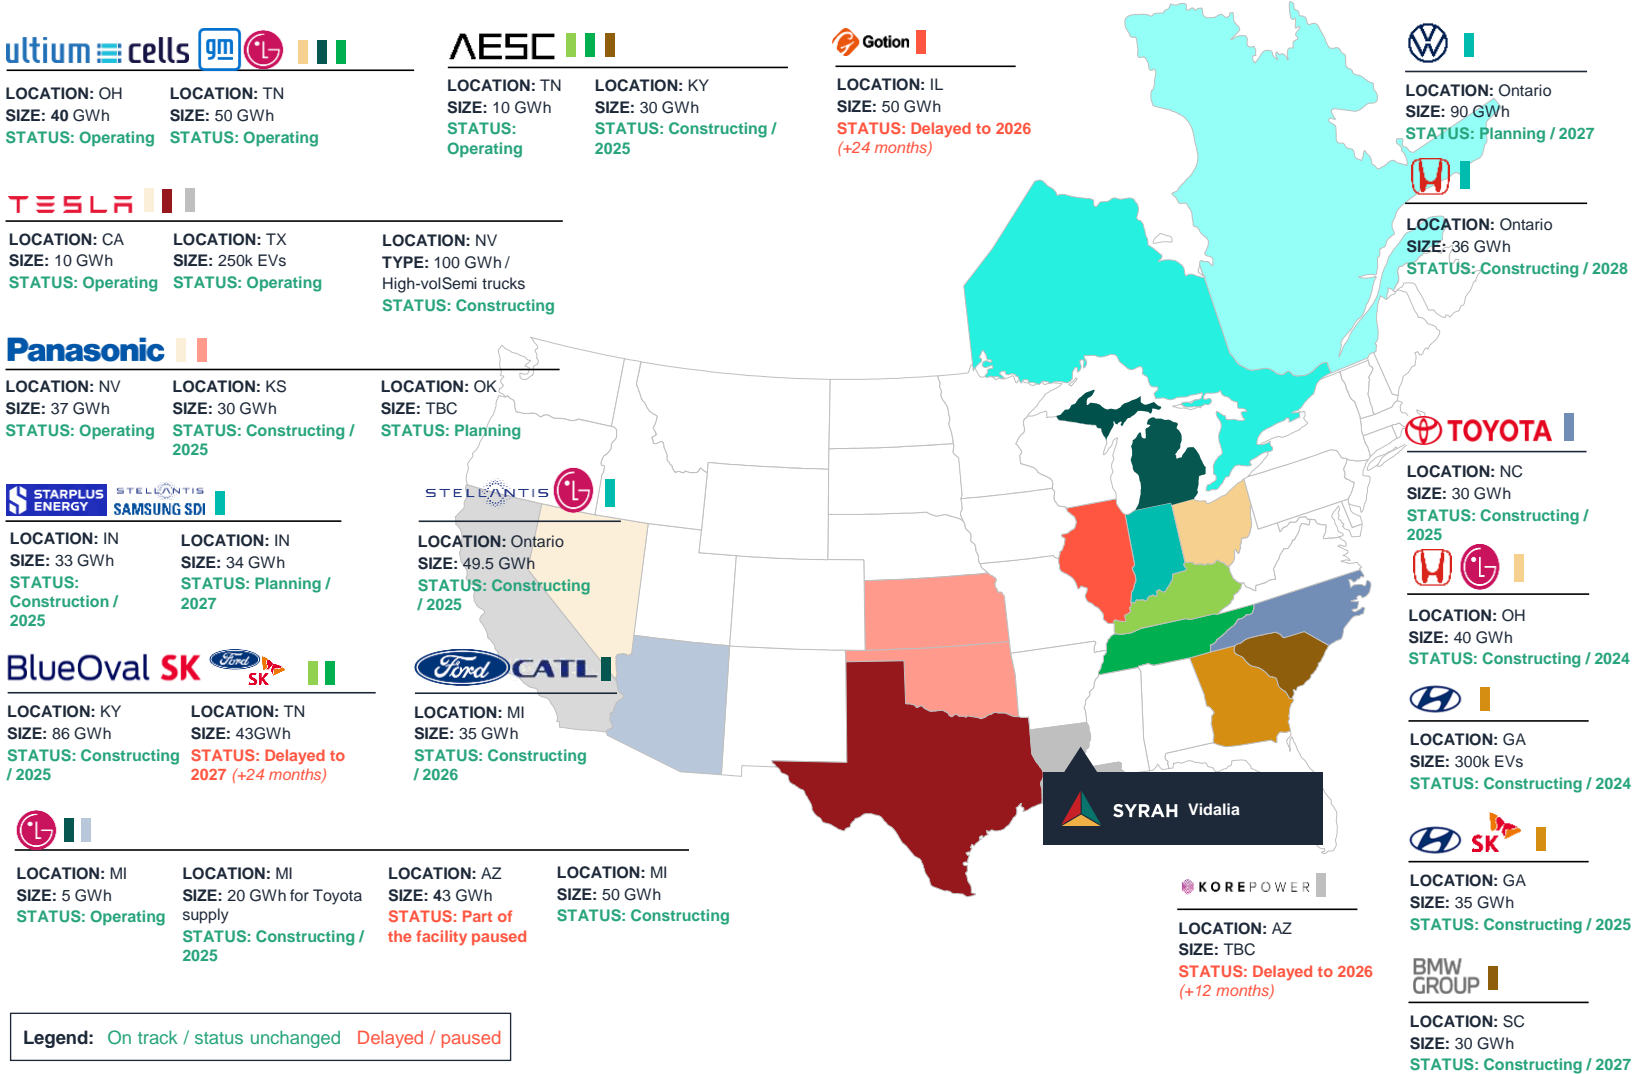 ultium cells gm LG
LOCATION: OH
SIZE: 40 GWh
STATUS: Operating
LOCATION: TN
SIZE: 50 GWh
STATUS: Operating
AESC
LOCATION: TN
SIZE: 10 GWh
STATUS:
Operating
LOCATION: KY
SIZE: 30 GWh
STATUS: Constructing /
2025
Gotion
LOCATION: IL
SIZE: 50 GWh
STATUS: Delayed to 2026
(+24 months)
LOCATION: Ontario
SIZE: 90 GWh
STATUS: Planning / 2027
LOCATION: Ontario
SIZE: 36 GWh
STATUS: Constructing / 2028
TESLA
LOCATION: CA
SIZE: 10 GWh
STATUS: Operating
LOCATION: TX
SIZE: 250k EVs
STATUS: Operating
LOCATION: NV
TYPE: 100 GWh /
High-volSemi trucks
STATUS: Constructing
Panasonic
LOCATION: NV
SIZE: 37 GWh
STATUS: Operating
LOCATION: KS
SIZE: 30 GWh
STATUS: Constructing /
2025
LOCATION: OK
SIZE: TBC
STATUS: Planning
STARPLUS
ENERGY
STELLANTIS
SAMSUNG SDI
LOCATION: IN
SIZE: 33 GWh
STATUS:
Construction /
2025
LOCATION: IN
SIZE: 34 GWh
STATUS: Planning /
2027
STELLANTIS LG
LOCATION: Ontario
SIZE: 49.5 GWh
STATUS: Constructing
/ 2025
TOYOTA
LOCATION: NC
SIZE: 30 GWh
STATUS: Constructing /
2025
LG
LOCATION: OH
SIZE: 40 GWh
STATUS: Constructing / 2024
BlueOval SK Ford SK
LOCATION: KY
SIZE: 86 GWh
STATUS: Constructing
/ 2025
LOCATION: TN
SIZE: 43GWh
STATUS: Delayed to
2027 (+24 months)
Ford CATL
LOCATION: MI
SIZE: 35 GWh
STATUS: Constructing
/ 2026
LOCATION: GA
SIZE: 300k EVs
STATUS: Constructing / 2024
SYRAH Vidalia
LG
LOCATION: MI
SIZE: 5 GWh
STATUS: Operating
LOCATION: MI
SIZE: 20 GWh for Toyota
supply
STATUS: Constructing /
2025
LOCATION: AZ
SIZE: 43 GWh
STATUS: Part of
the facility paused
LOCATION: MI
SIZE: 50 GWh
STATUS: Constructing
KOREPOWER
LOCATION: AZ
SIZE: TBC
STATUS: Delayed to 2026
(+12 months)
SK
LOCATION: GA
SIZE: 35 GWh
STATUS: Constructing / 2025
BMW
GROUP
LOCATION: SC
SIZE: 30 GWh
STATUS: Constructing / 2027
Legend: On track / status unchanged Delayed / paused